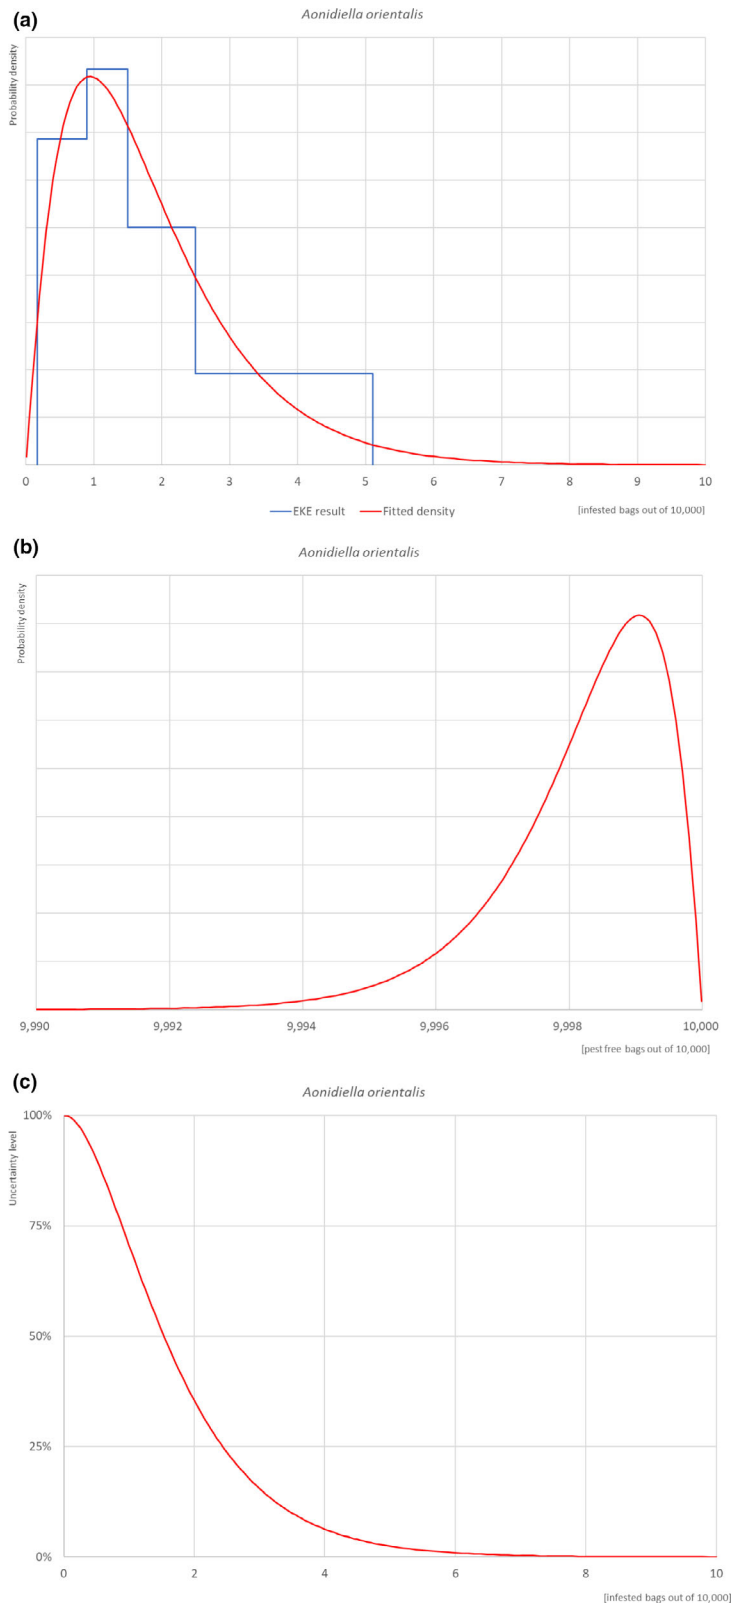 (a)
Aonidiella orientalis
Probability density
0 1 2 3 4 5 6 7 8 9 10
EKE result Fitted density [infested bags out of 10,000]
(b)
Aonidiella orientalis
Probability density
9,990 9,992 9,994 9,996 9,998 10,000
[pest free bags out of 10,000]
(c)
Aonidiella orientalis
Uncertainty level
100%
75%
50%
25%
0%
0 2 4 6 8 10
[infested bags out of 10,000]